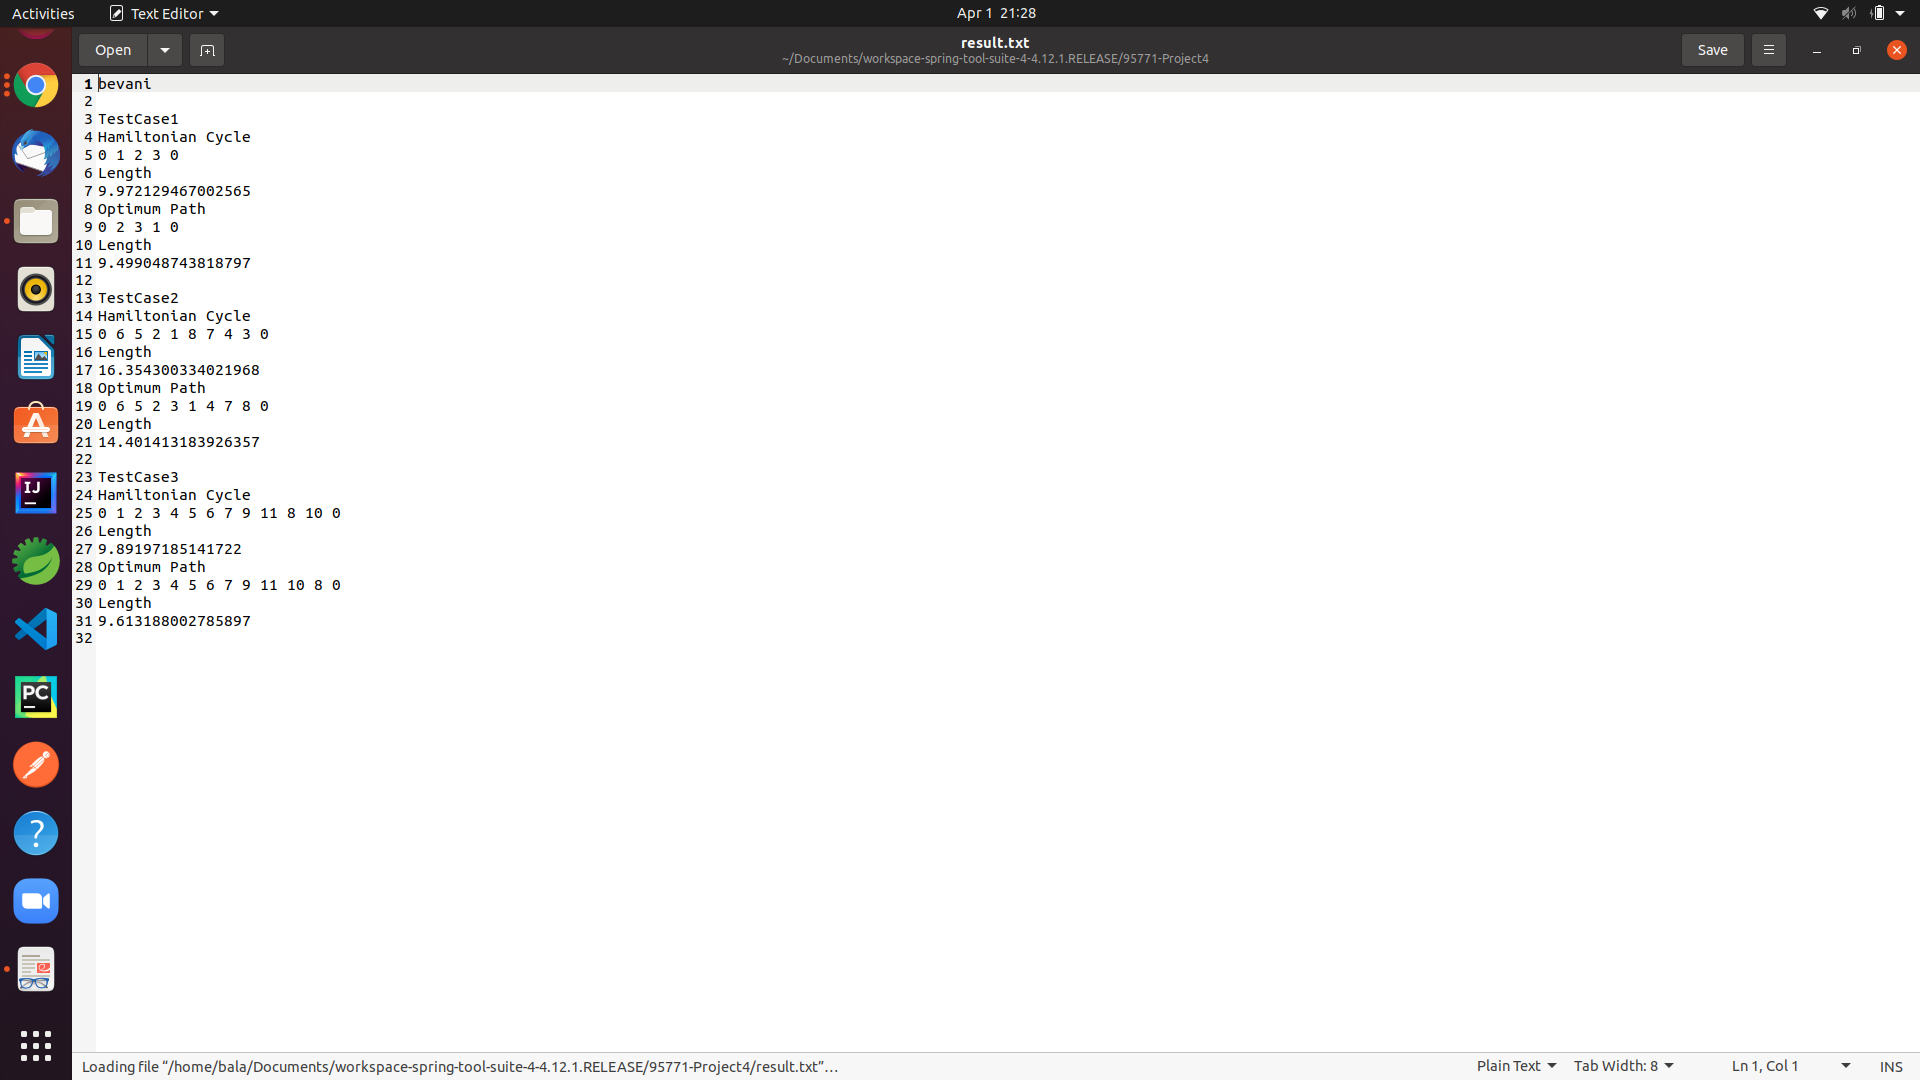 Activities Text Editor Apr 1 21:28
Open result.txt Save
~/Documents/workspace-spring-tool-suite-4-4.12.1.RELEASE/95771-Project4
1 bevani
2
3 TestCase1
4 Hamiltonian Cycle
5 0 1 2 3 0
6 Length
7 9.972129467002565
8 Optimum Path
9 0 2 3 1 0
10 Length
11 9.499048743818797
12
13 TestCase2
14 Hamiltonian Cycle
15 0 6 5 2 1 8 7 4 3 0
16 Length
17 16.354300334021968
18 Optimum Path
19 0 6 5 2 3 1 4 7 8 0
20 Length
21 14.401413183926357
22
23 TestCase3
24 Hamiltonian Cycle
25 0 1 2 3 4 5 6 7 9 11 8 10 0
26 Length
27 9.89197185141722
28 Optimum Path
29 0 1 2 3 4 5 6 7 9 11 10 8 0
30 Length
31 9.613188002785897
32
IJ
PC
?
Loading file “/home/bala/Documents/workspace-spring-tool-suite-4-4.12.1.RELEASE/95771-Project4/result.txt”… Plain Text Tab Width: 8 Ln 1, Col 1 INS